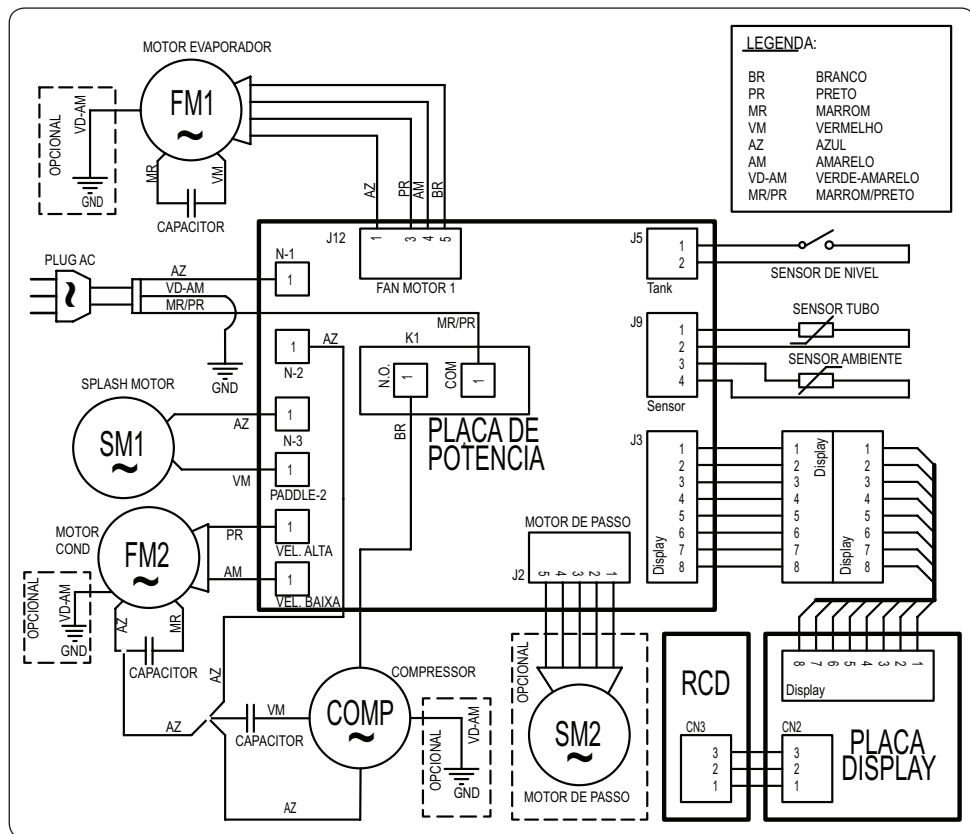 MOTOR EVAPORADOR
FM1
~
OPCIONAL
VD-AM
GND
MR
VM
CAPACITOR
AZ
PR
AM
BR
LEGENDA:
BR BRANCO
PR PRETO
MR MARROM
VM VERMELHO
AZ AZUL
AM AMARELO
VD-AM VERDE-AMARELO
MR/PR MARROM/PRETO
J12
1 3 4 5
FAN MOTOR 1
J5
1
2
Tank
SENSOR DE NIVEL
PLUG AC
~
AZ
VD-AM
MR/PR
GND
N-1
1
MR/PR
J9
1
2
3
4
Sensor
SENSOR TUBO
SENSOR AMBIENTE
1
N-2
AZ
K1
N.O.
1
COM
1
BR
PLACA DE
POTENCIA
SPLASH MOTOR
SM1
~
AZ
VM
1
N-3
1
PADDLE-2
J3
1
2
3
4
5
6
7
8
Display
1
2
3
4
5
6
7
8
Display
Display
1
2
3
4
5
6
7
8
MOTOR
COND
FM2
~
PR
AM
1
VEL. ALTA
1
VEL. BAIXA
OPCIONAL
VD-AM
GND
AZ
MR
CAPACITOR
MOTOR DE PASSO
J2
5 4 3 2 1
AZ
AZ
VM
CAPACITOR
COMPRESSOR
COMP
~
AZ
OPCIONAL
VD-AM
GND
OPCIONAL
SM2
~
MOTOR DE PASSO
RCD
CN3
3
2
1
8 7 6 5 4 3 2 1
Display
CN2
3
2
1
PLACA
DISPLAY